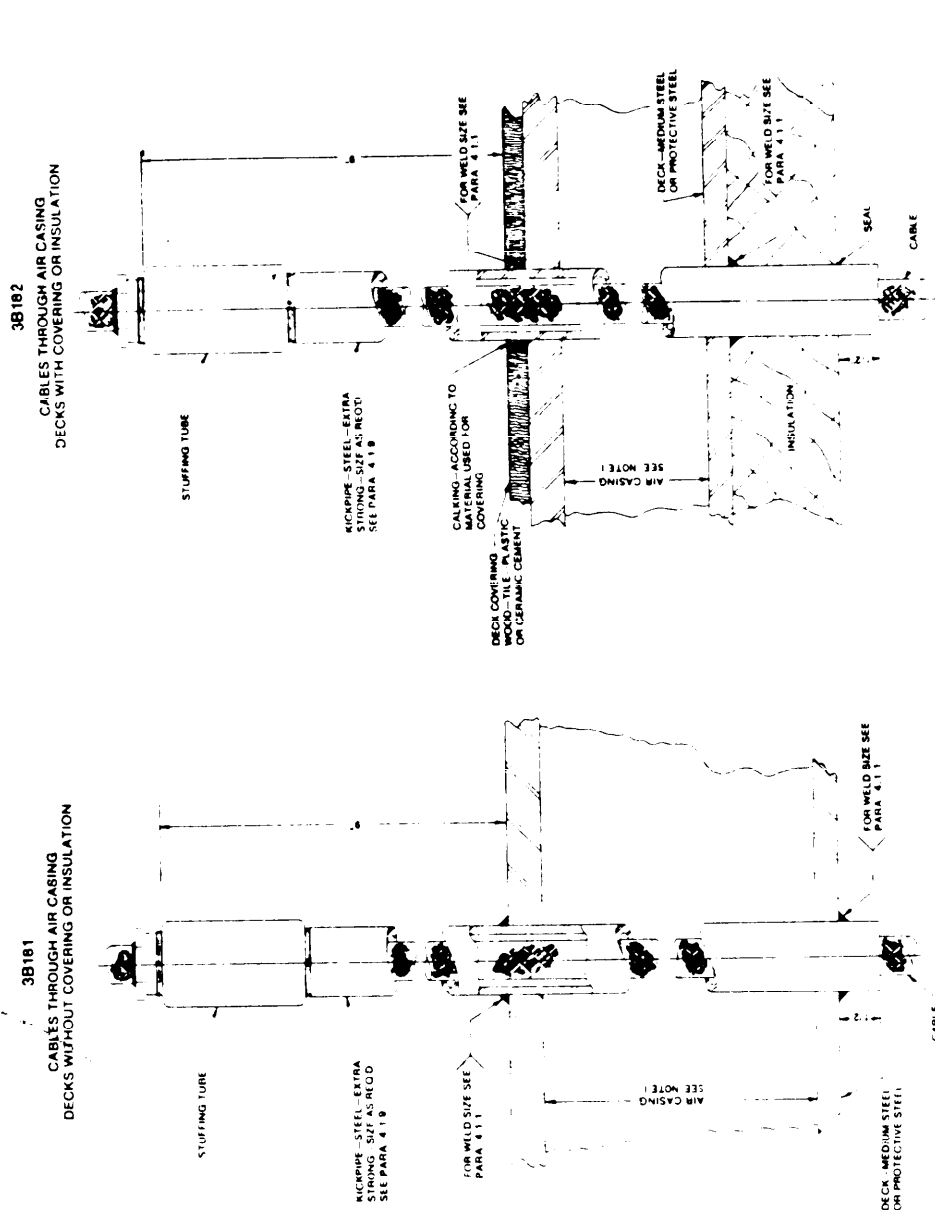 3B181
CABLES THROUGH AIR CASING
DECKS WITHOUT COVERING OR INSULATION
STUFFING TUBE
KICKPIPE–STEEL–EXTRA
STRONG SIZE AS REQD
SEE PARA 4.1.9
FOR WELD SIZE SEE
PARA 4.1.1
AIR CASING
SEE NOTE 1
DECK-MEDIUM STEEL
OR PROTECTIVE STEEL
FOR WELD SIZE SEE
PARA 4.1.1
CABLE
3B182
CABLES THROUGH AIR CASING
DECKS WITH COVERING OR INSULATION
STUFFING TUBE
KICKPIPE–STEEL–EXTRA
STRONG–SIZE AS REQD
SEE PARA 4.1.9
CALKING–ACCORDING TO
MATERIAL USED FOR
COVERING
DECK COVERING
WOOD–TILE–PLASTIC
OR CERAMIC CEMENT
FOR WELD SIZE SEE
PARA 4.1.1
AIR CASING
SEE NOTE 1
INSULATION
DECK–MEDIUM STEEL
OR PROTECTIVE STEEL
FOR WELD SIZE SEE
PARA 4.1.1
SEAL
CABLE